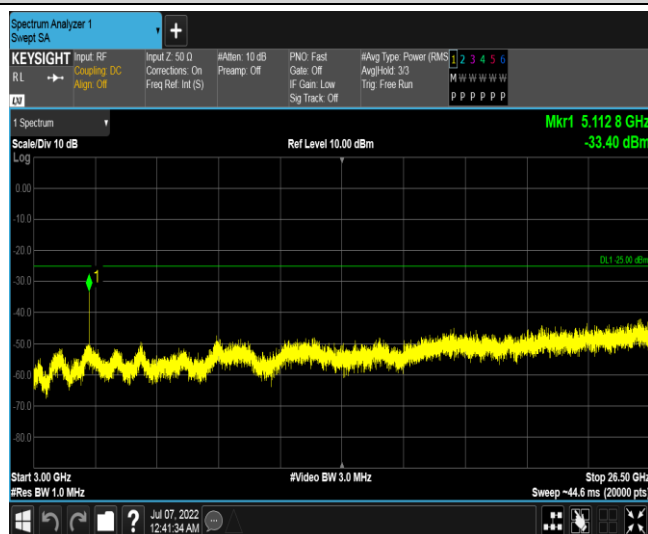 Spectrum Analyzer 1
Swept SA
+
KEYSIGHT Input: RF Input Z: 50 Ω #Atten: 10 dB PNO: Fast #Avg Type: Power (RMS 1 2 3 4 5 6
RL Coupling: DC Corrections: On Preamp: Off Gate: Off Avg|Hold: 3/3 M W W W W W
Align: Off Freq Ref: Int (S) IF Gain: Low Trig: Free Run
LXI Sig Track: Off P P P P P P
1 Spectrum Mkr1 5.112 8 GHz
Scale/Div 10 dB Ref Level 10.00 dBm -33.40 dBm
Log
0.00
-10.0
-20.0
DL1 -25.00 dBm
1
-30.0
-40.0
-50.0
-60.0
-70.0
-80.0
Start 3.00 GHz #Video BW 3.0 MHz Stop 26.50 GHz
#Res BW 1.0 MHz Sweep ~44.6 ms (20000 pts)
? Jul 07, 2022
12:41:34 AM